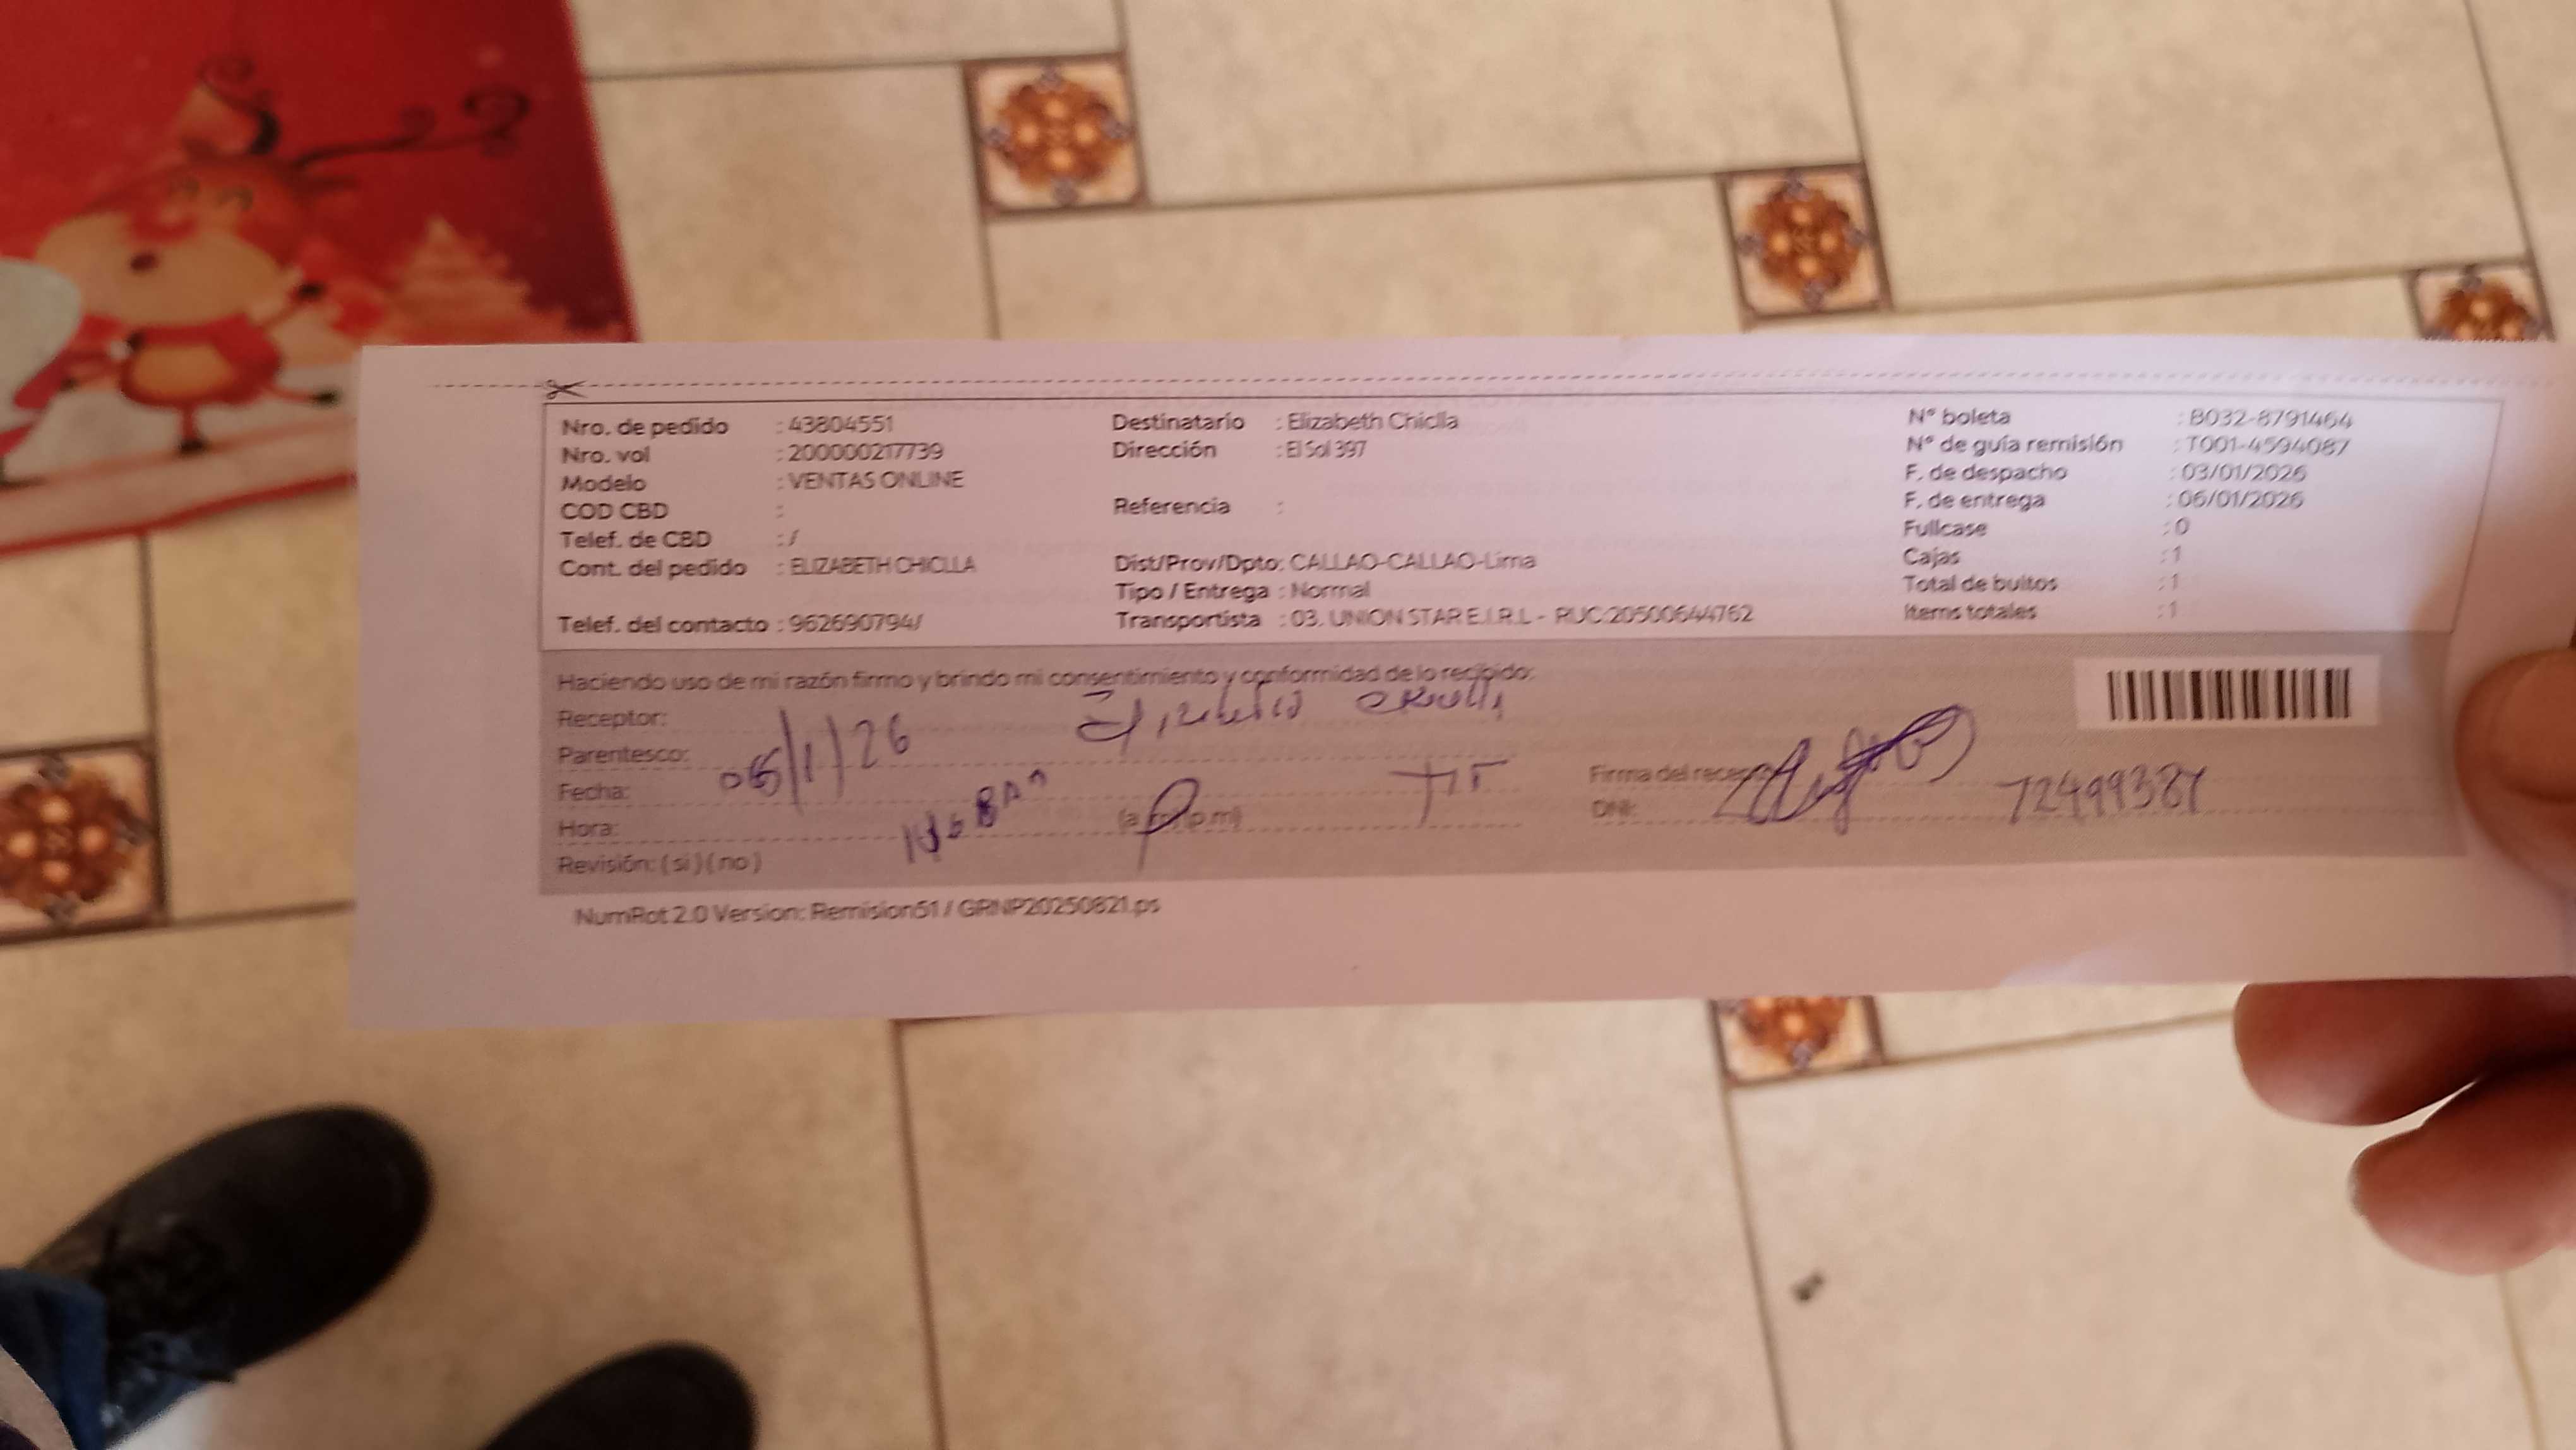 Nro. de pedido : 43804551
Nro. vol : 200000217739
Modelo : VENTAS ONLINE
COD CBD :
Telef. de CBD : /
Cont. del pedido : ELIZABETH CHICLLA
Telef. del contacto : 962690794/
Destinatario : Elizabeth Chiclla
Dirección : El Sol 397
Referencia :
Dist/Prov/Dpto: CALLAO-CALLAO-Lima
Tipo / Entrega : Normal
Transportista : 03. UNION STAR E.I.R.L - RUC:20500644762
N° boleta : B032-8791464
N° de guía remisión : T001-4594087
F. de despacho : 03/01/2026
F. de entrega : 06/01/2026
Fullcase : 0
Cajas : 1
Total de bultos : 1
Items totales : 1
Haciendo uso de mi razón firmo y brindo mi consentimiento y conformidad de lo recibido:
Receptor:
Parentesco:
Fecha: 06/1/26
Hora: (a.m/p.m)
Revisión: ( si ) ( no )
Firma del receptor
DNI: 72499381
NumRot 2.0 Version: Remision51 / GRNP20250821.ps